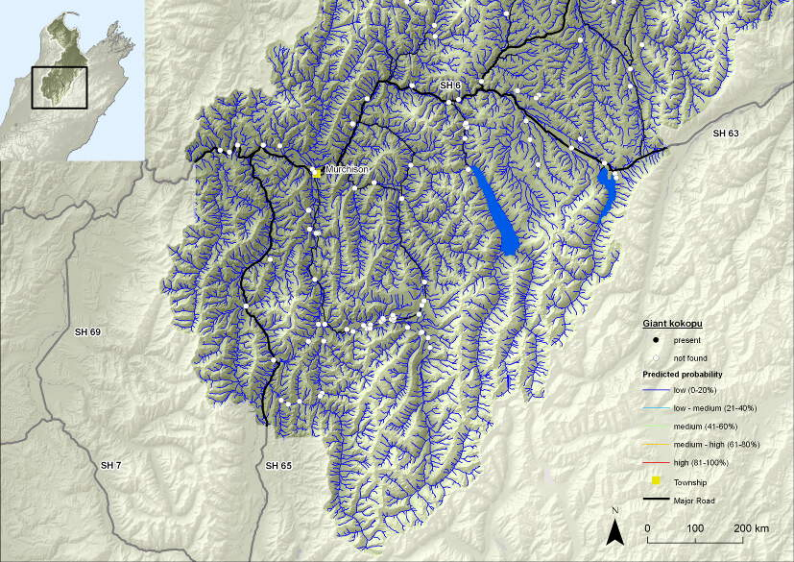 SH 6
SH 63
Murchison
SH 69
SH 7
SH 65
Giant kokopu
present
not found
Predicted probability
low (0-20%)
low - medium (21-40%)
medium (41-60%)
medium - high (61-80%)
high (81-100%)
Township
Major Road
N
0 100 200 km